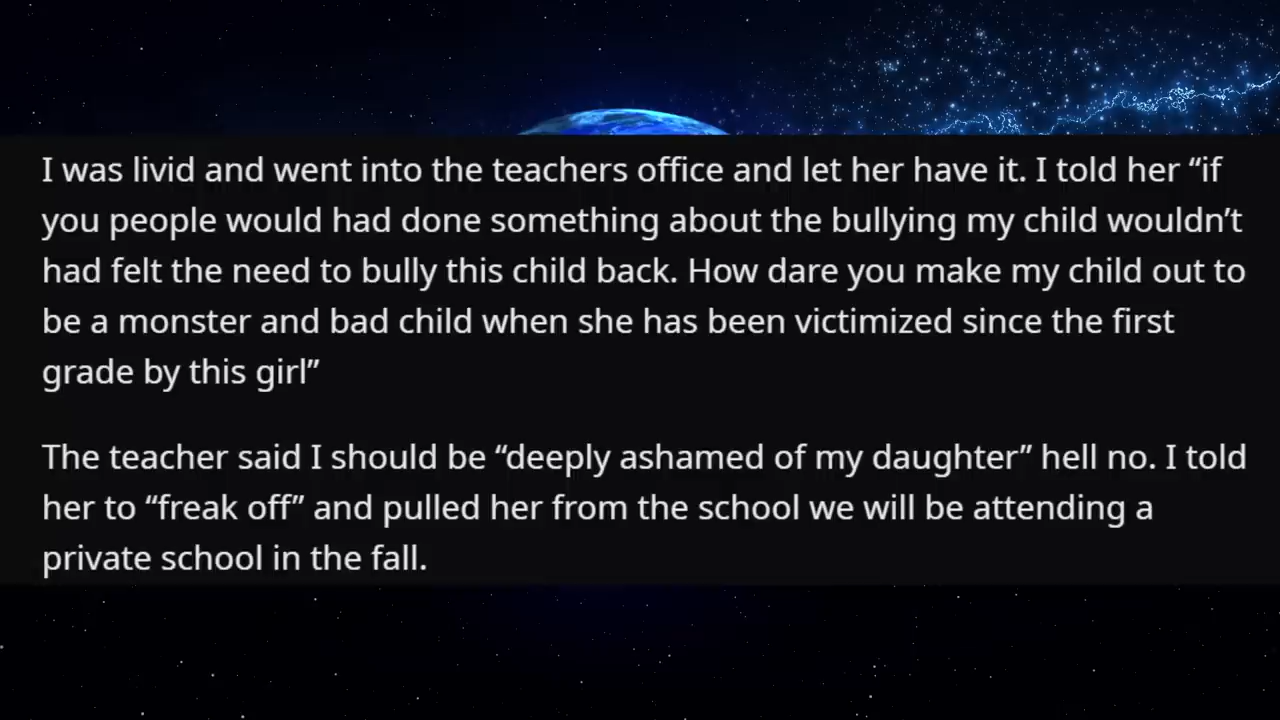 I was livid and went into the teachers office and let her have it. I told her “if
you people would had done something about the bullying my child wouldn’t
had felt the need to bully this child back. How dare you make my child out to
be a monster and bad child when she has been victimized since the first
grade by this girl”
The teacher said I should be “deeply ashamed of my daughter” hell no. I told
her to “freak off” and pulled her from the school we will be attending a
private school in the fall.